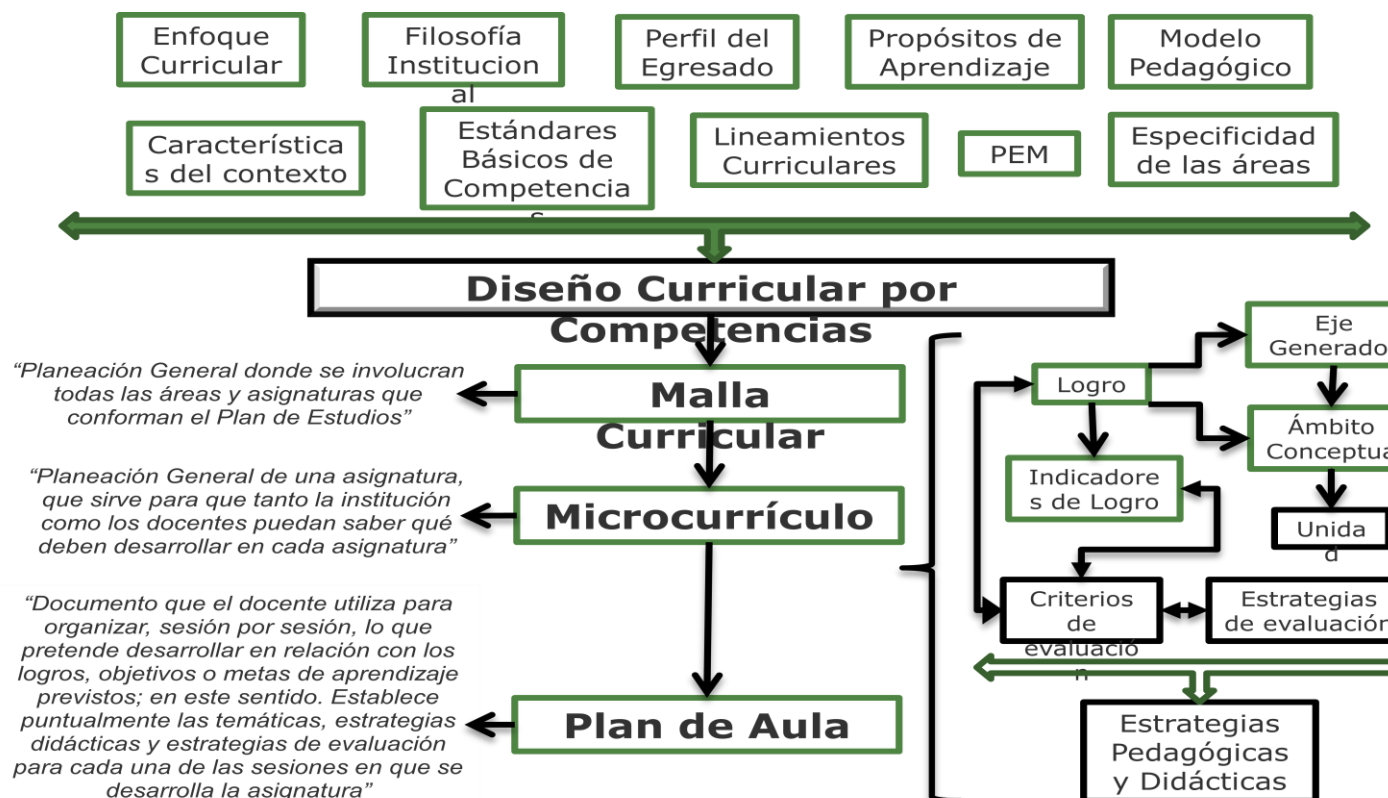 Enfoque
Curricular
Filosofía
Institucion
al
Perfil del
Egresado
Propósitos de
Aprendizaje
Modelo
Pedagógico
Característica
s del contexto
Estándares
Básicos de
Competencia
s
Lineamientos
Curriculares
PEM
Especificidad
de las áreas
Diseño Curricular por
Competencias
“Planeación General donde se involucran
todas las áreas y asignaturas que
conforman el Plan de Estudios”
Malla
Curricular
“Planeación General de una asignatura,
que sirve para que tanto la institución
como los docentes puedan saber qué
deben desarrollar en cada asignatura”
Microcurrículo
“Documento que el docente utiliza para
organizar, sesión por sesión, lo que
pretende desarrollar en relación con los
logros, objetivos o metas de aprendizaje
previstos; en este sentido. Establece
puntualmente las temáticas, estrategias
didácticas y estrategias de evaluación
para cada una de las sesiones en que se
desarrolla la asignatura”
Plan de Aula
Logro
Eje
Generado
Ámbito
Conceptua
Indicadore
s de Logro
Unida
d
Criterios
de
evaluació
n
Estrategias
de evaluación
Estrategias
Pedagógicas
y Didácticas